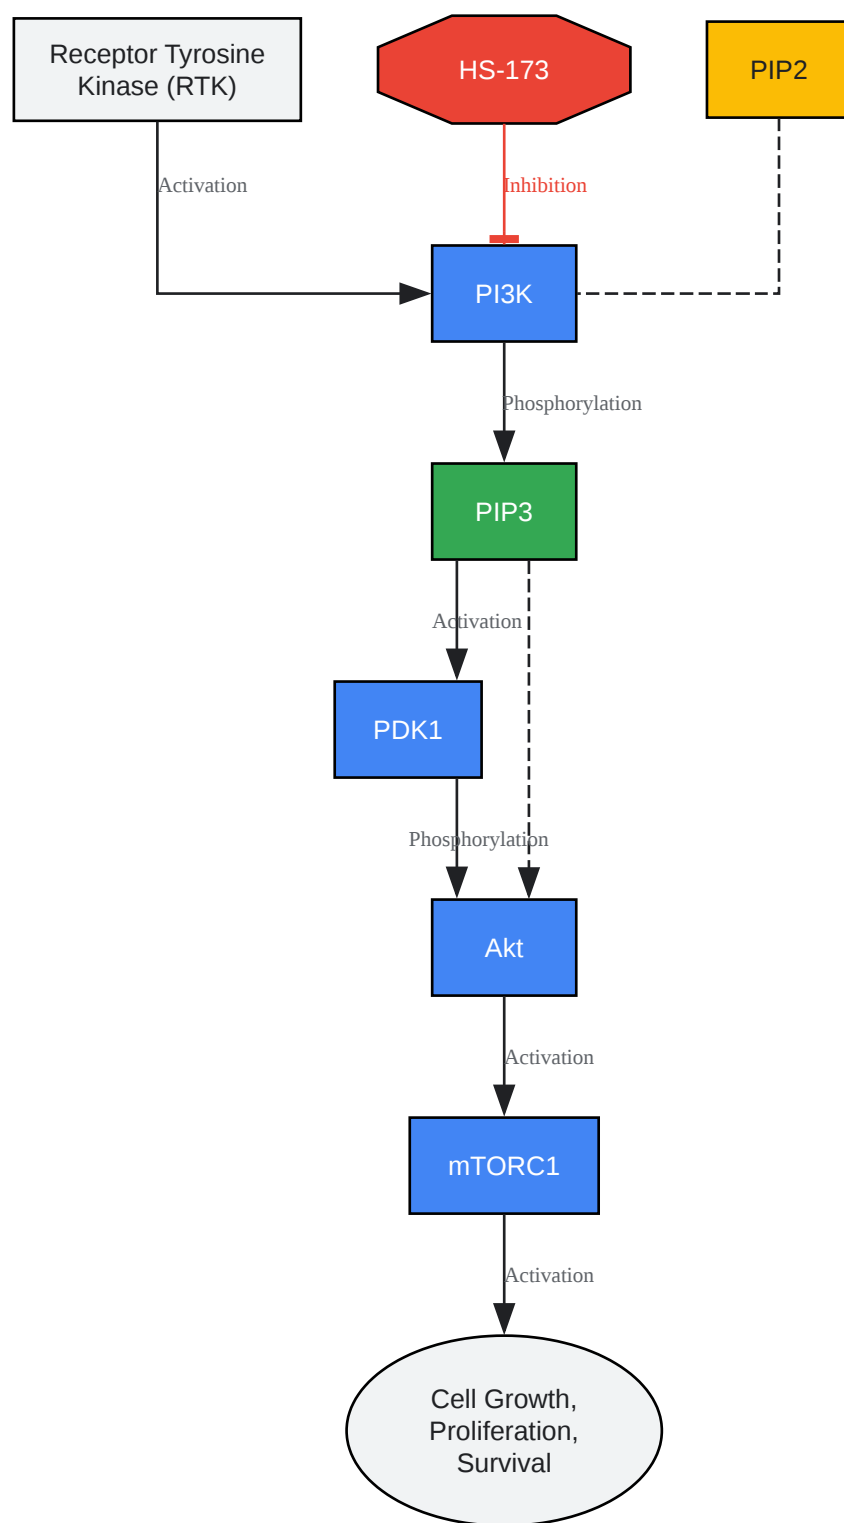 Receptor Tyrosine
Kinase (RTK)
HS-173
PIP2
Activation
Inhibition
PI3K
Phosphorylation
PIP3
Activation
PDK1
Phosphorylation
Akt
Activation
mTORC1
Activation
Cell Growth,
Proliferation,
Survival